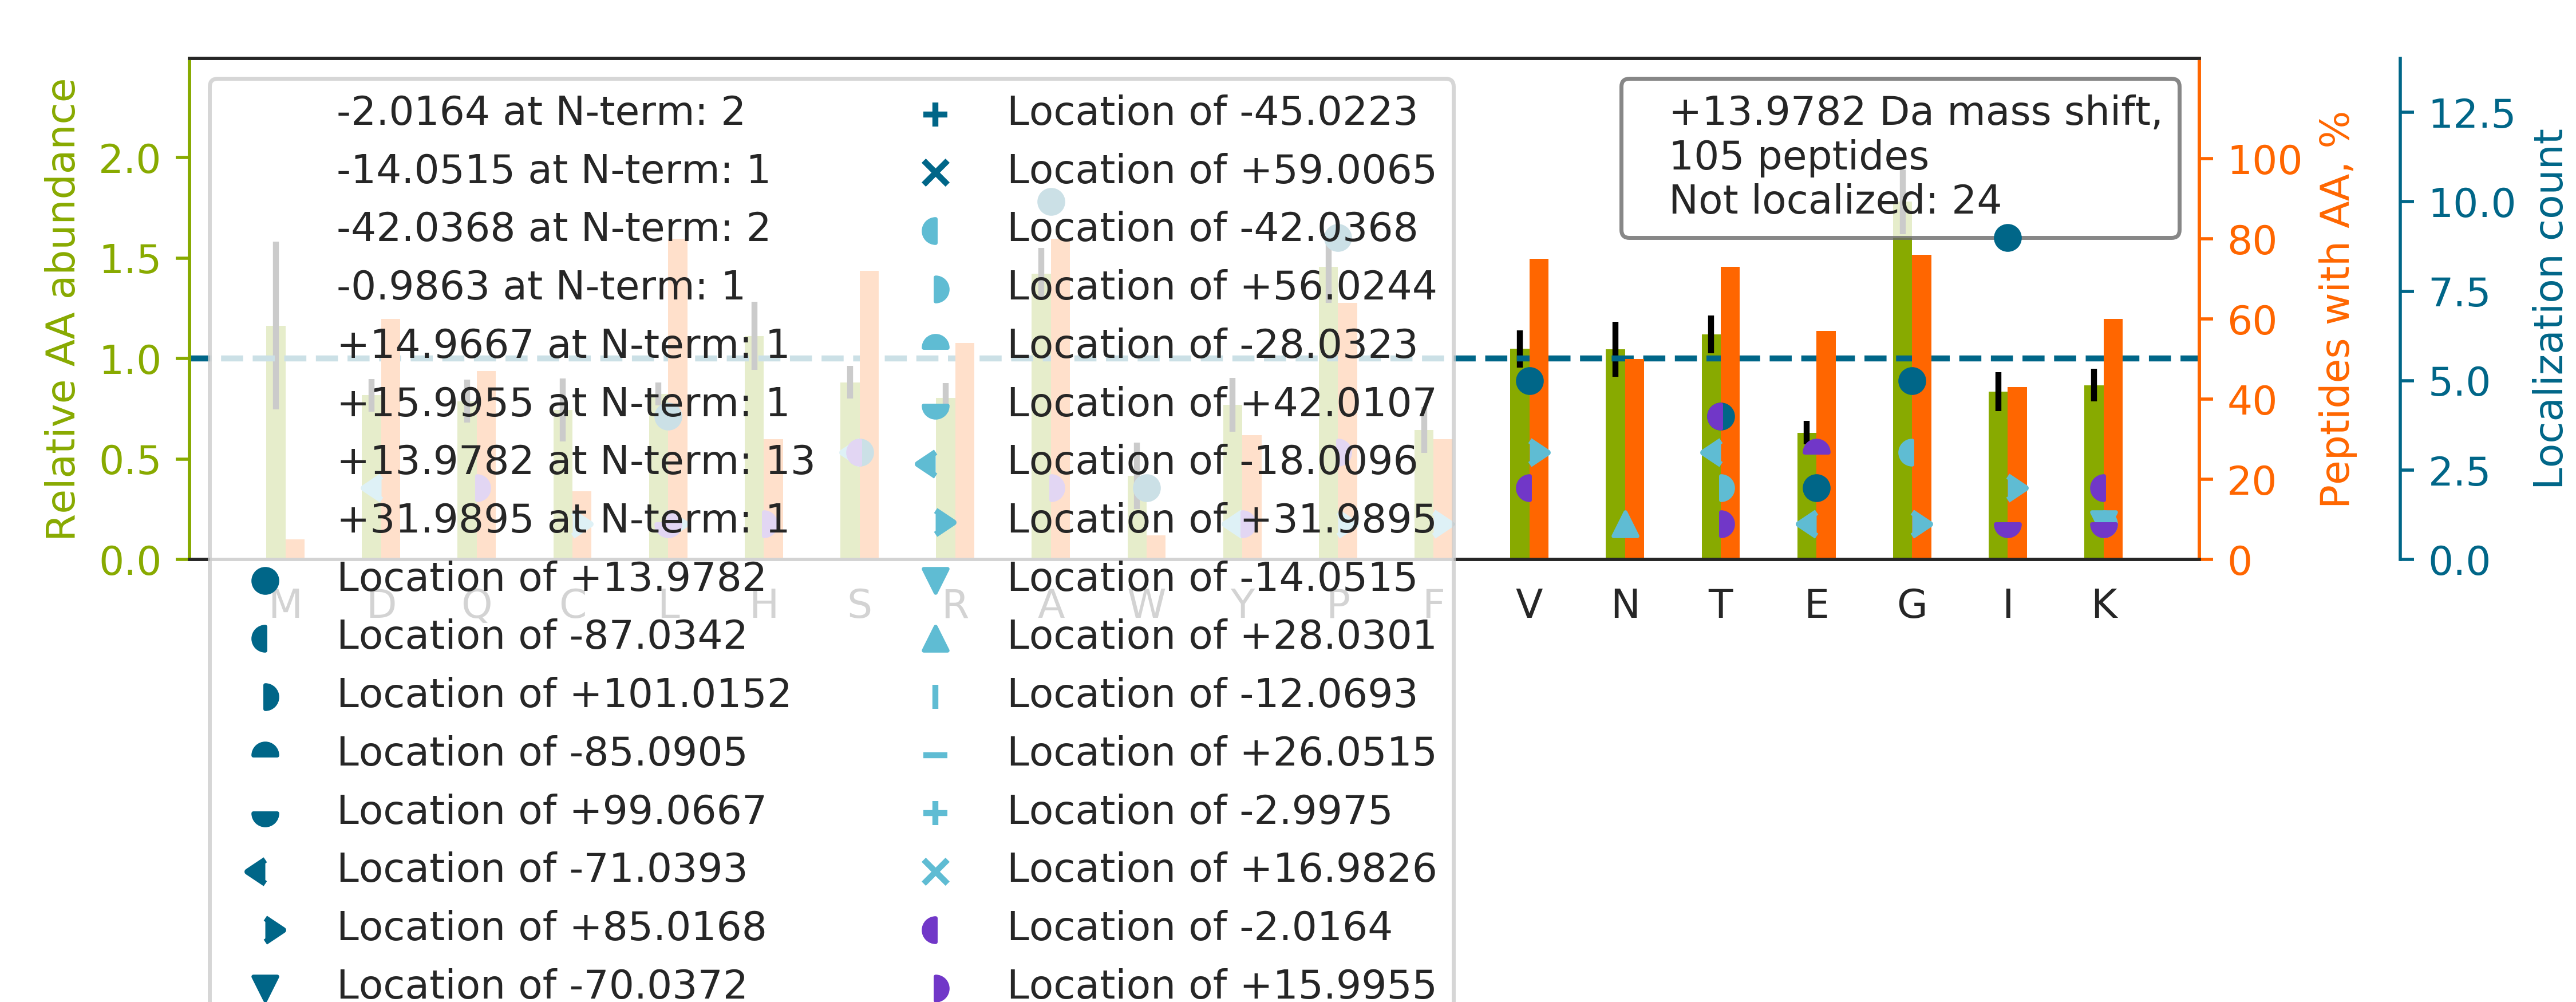 Relative AA abundance
2.0
1.5
1.0
0.5
0.0
-2.0164 at N-term: 2
-14.0515 at N-term: 1
-42.0368 at N-term: 2
-0.9863 at N-term: 1
+14.9667 at N-term: 1
+15.9955 at N-term: 1
+13.9782 at N-term: 13
+31.9895 at N-term: 1
Location of +13.9782
Location of -87.0342
Location of +101.0152
Location of -85.0905
Location of +99.0667
Location of -71.0393
Location of +85.0168
Location of -70.0372
Location of -45.0223
Location of +59.0065
Location of -42.0368
Location of +56.0244
Location of -28.0323
Location of +42.0107
Location of -18.0096
Location of +31.9895
Location of -14.0515
Location of +28.0301
Location of -12.0693
Location of +26.0515
Location of -2.9975
Location of +16.9826
Location of -2.0164
Location of +15.9955
+13.9782 Da mass shift,
105 peptides
Not localized: 24
M D Q C L H S R A W Y P F V N T E G I K
100
80
60
40
20
0
Peptides with AA, %
12.5
10.0
7.5
5.0
2.5
0.0
Localization count